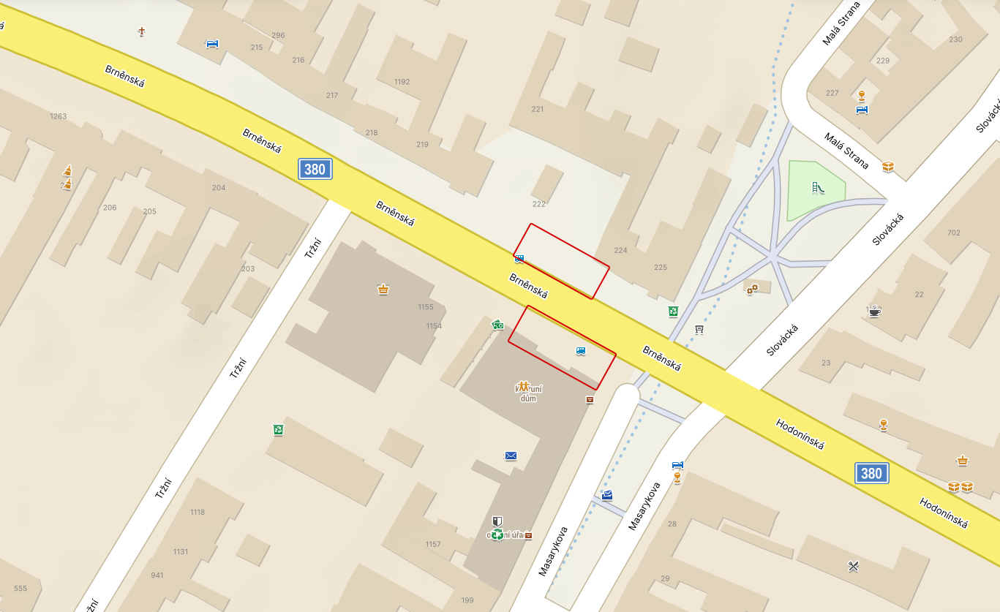 Malá Strana
296
215
216
230
229
227
1192
217
221
Brněnská
1263
218
219
Slovácká
Brněnská
Malá Strana
380
204
206
205
222
Brněnská
Slovácká
702
Tržní
203
224
225
Brněnská
22
1155
1154
Slovácká
Brněnská
23
Tržní
dům
Hodonínská
380
Tržní
Masarykova
Hodonínská
1118
28
1157
Masarykova
1131
941
29
555
199